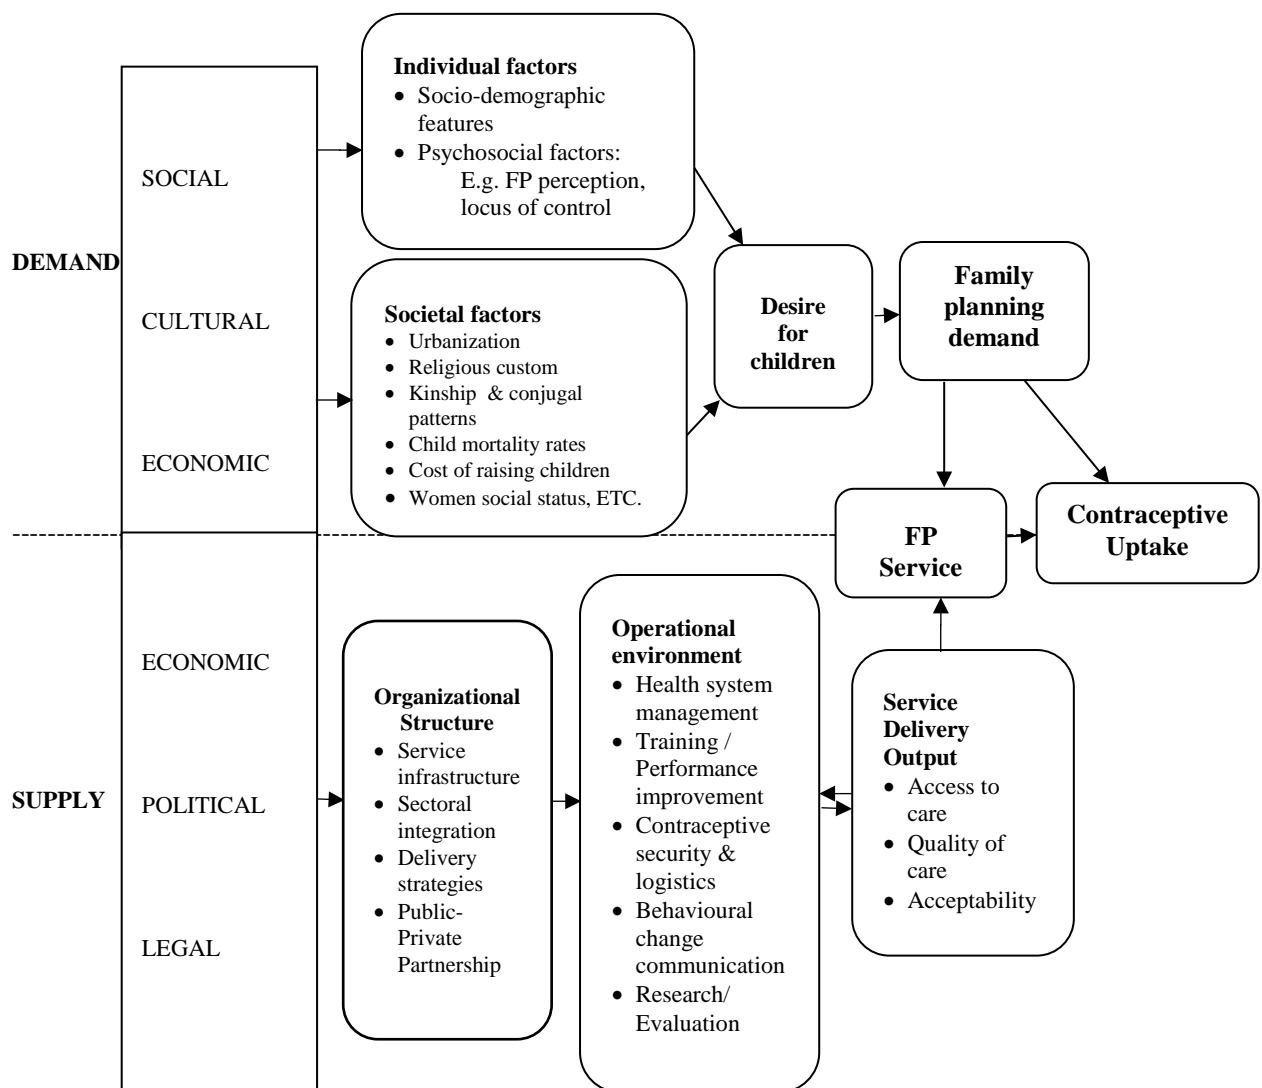 DEMAND
SOCIAL
CULTURAL
ECONOMIC
Individual factors
• Socio-demographic
features
• Psychosocial factors:
E.g. FP perception,
locus of control
Societal factors
• Urbanization
• Religious custom
• Kinship & conjugal
patterns
• Child mortality rates
• Cost of raising children
• Women social status, ETC.
Desire
for
children
Family
planning
demand
FP
Service
Contraceptive
Uptake
SUPPLY
ECONOMIC
POLITICAL
LEGAL
Organizational
Structure
• Service
infrastructure
• Sectoral
integration
• Delivery
strategies
• Public-
Private
Partnership
Operational
environment
• Health system
management
• Training /
Performance
improvement
• Contraceptive
security &
logistics
• Behavioural
change
communication
• Research/
Evaluation
Service
Delivery
Output
• Access to
care
• Quality of
care
• Acceptability